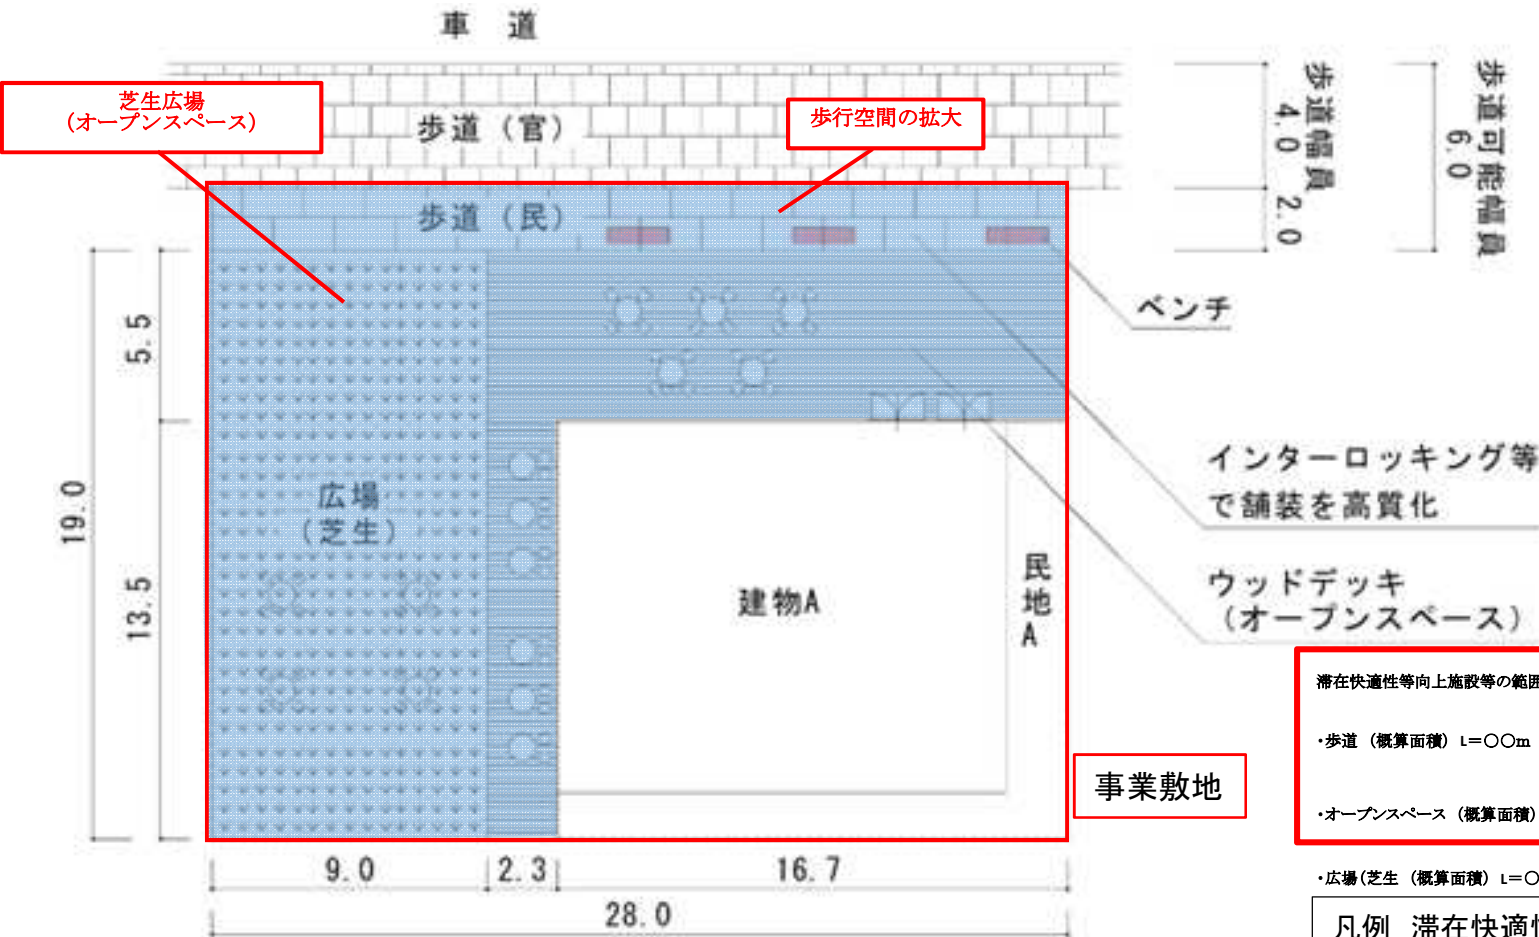 車　道
芝生広場
（オープンスペース）
歩行空間の拡大
歩道（官）
歩道（民）
歩道幅員
4.0
2.0
歩道可能幅員
6.0
ベンチ
5.5
19.0
13.5
広場
（芝生）
建物A
民地A
インターロッキング等
で舗装を高質化
ウッドデッキ
（オープンスペース）
事業敷地
滞在快適性等向上施設等の範囲
・歩道（概算面積）L＝〇〇m
・オープンスペース（概算面積）
・広場（芝生（概算面積）L＝〇
凡例　滞在快適性
9.0
2.3
16.7
28.0